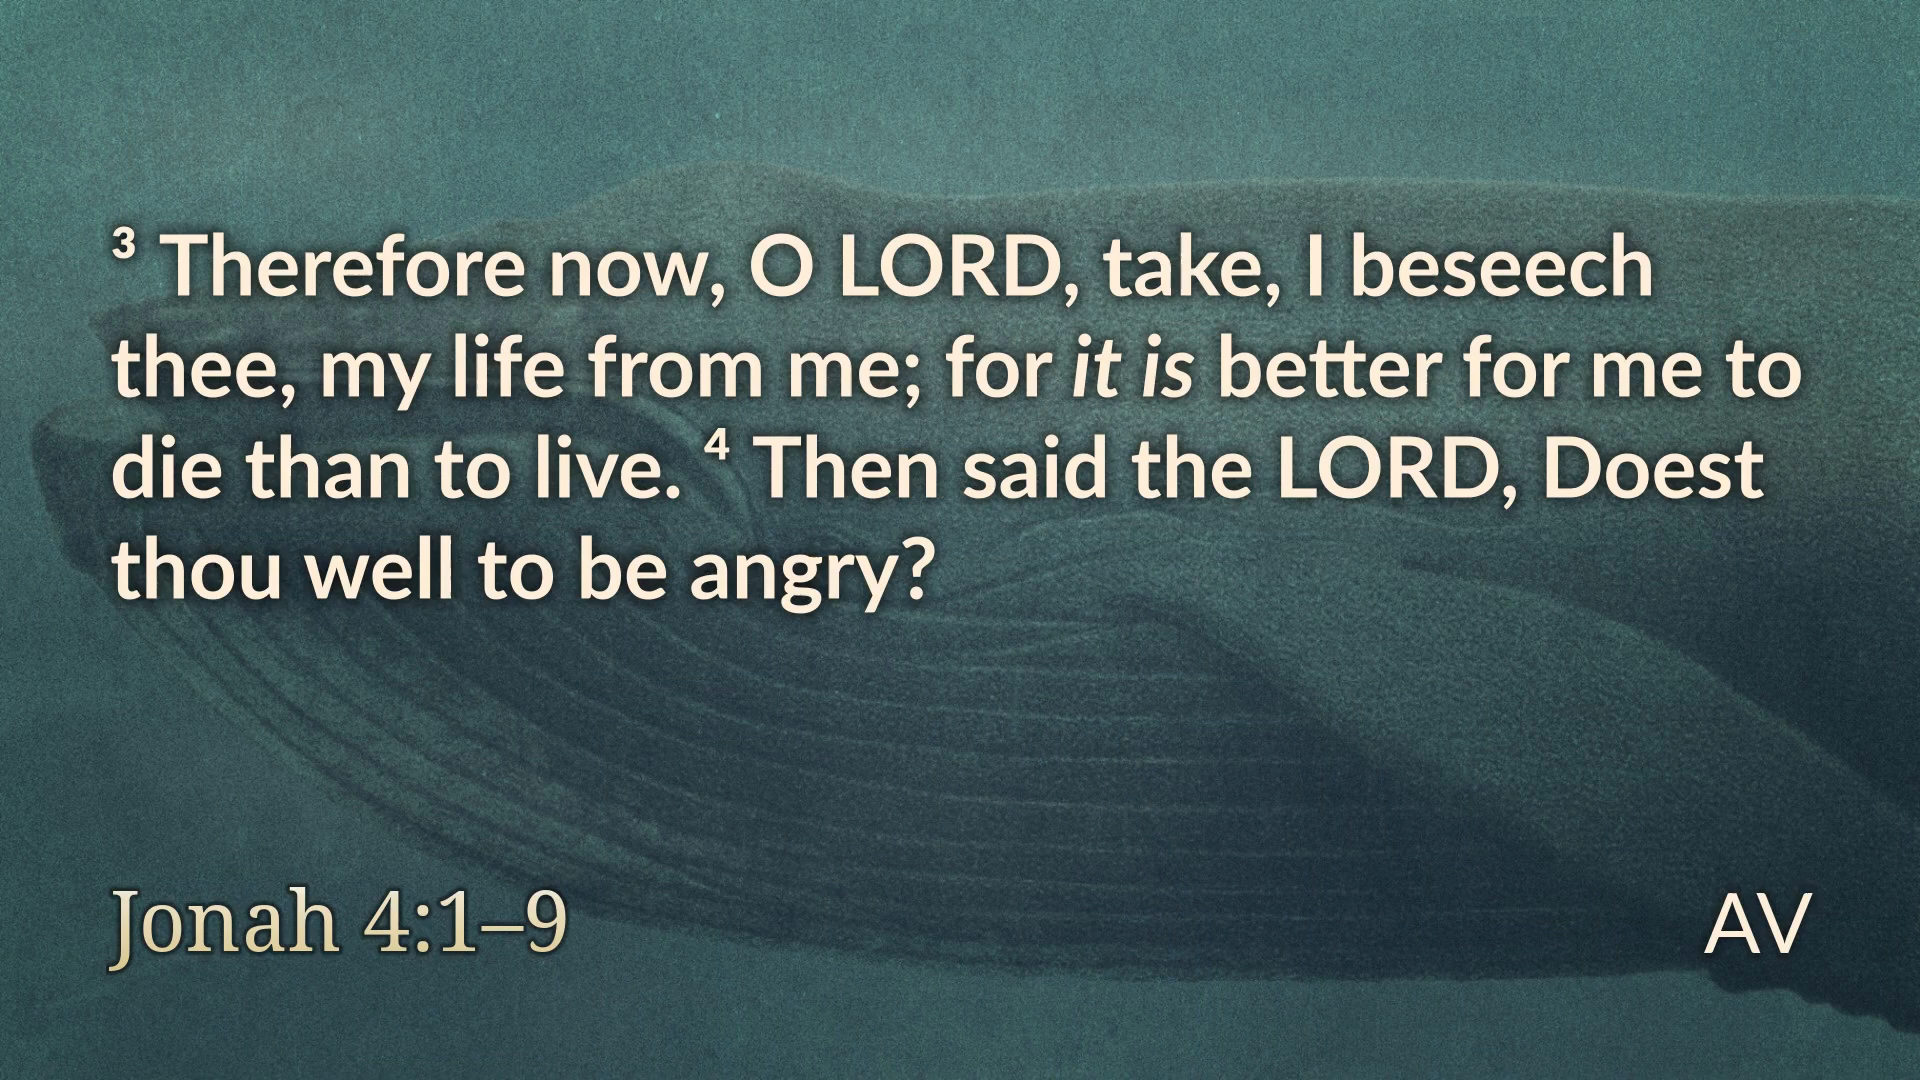 ³ Therefore now, O LORD, take, I beseech
thee, my life from me; for it is better for me to
die than to live. ⁴ Then said the LORD, Doest
thou well to be angry?
Jonah 4:1–9
AV